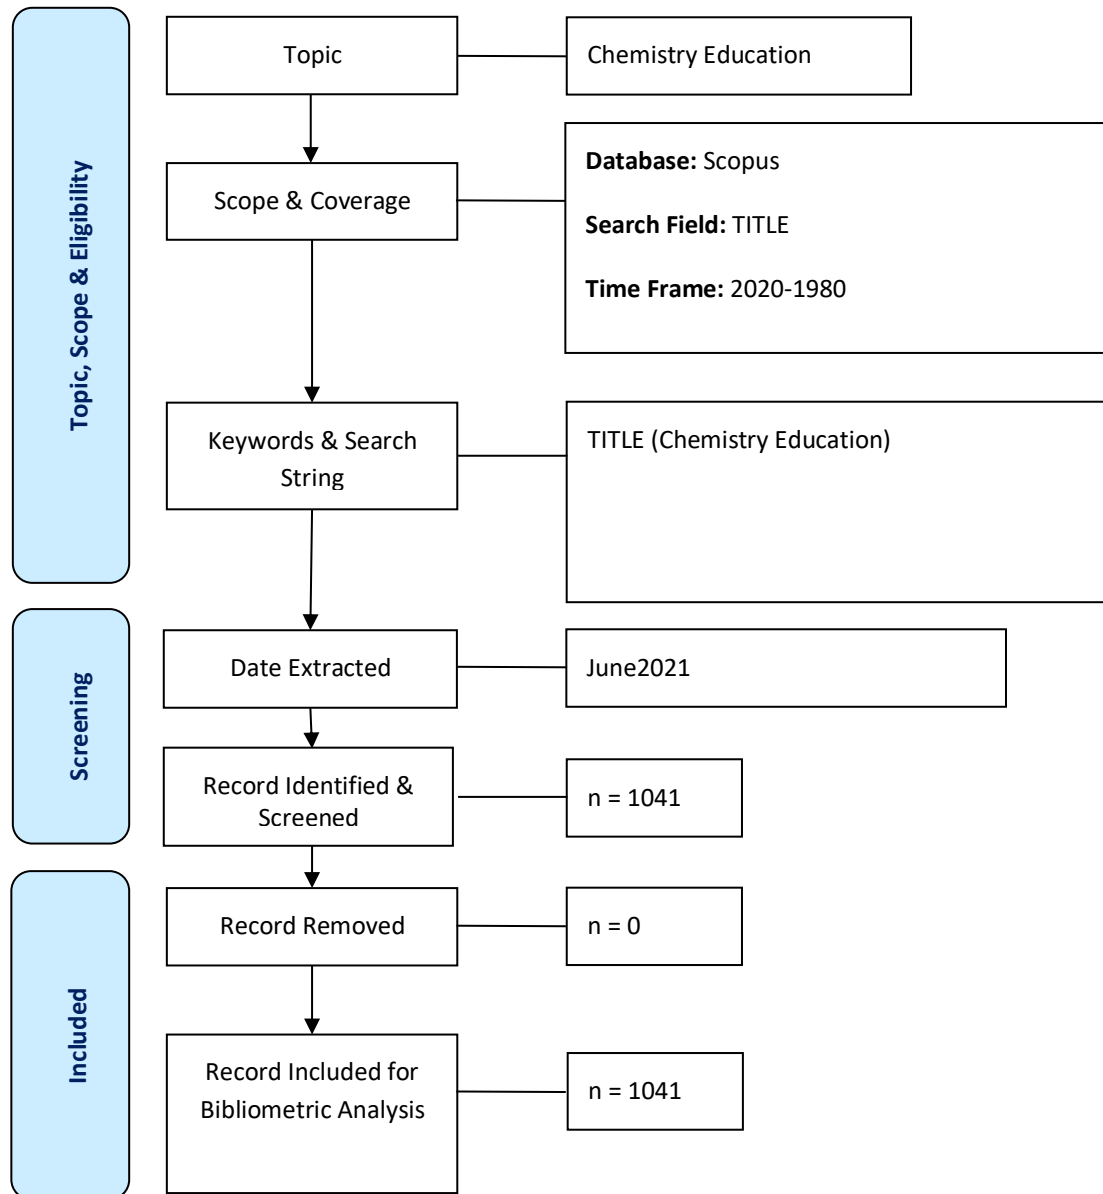 Topic, Scope & Eligibility
Topic
Chemistry Education
Scope & Coverage
Database: Scopus
Search Field: TITLE
Time Frame: 2020-1980
Keywords & Search
String
TITLE (Chemistry Education)
Screening
Date Extracted
June2021
Record Identified &
Screened
n = 1041
Included
Record Removed
n = 0
Record Included for
Bibliometric Analysis
n = 1041